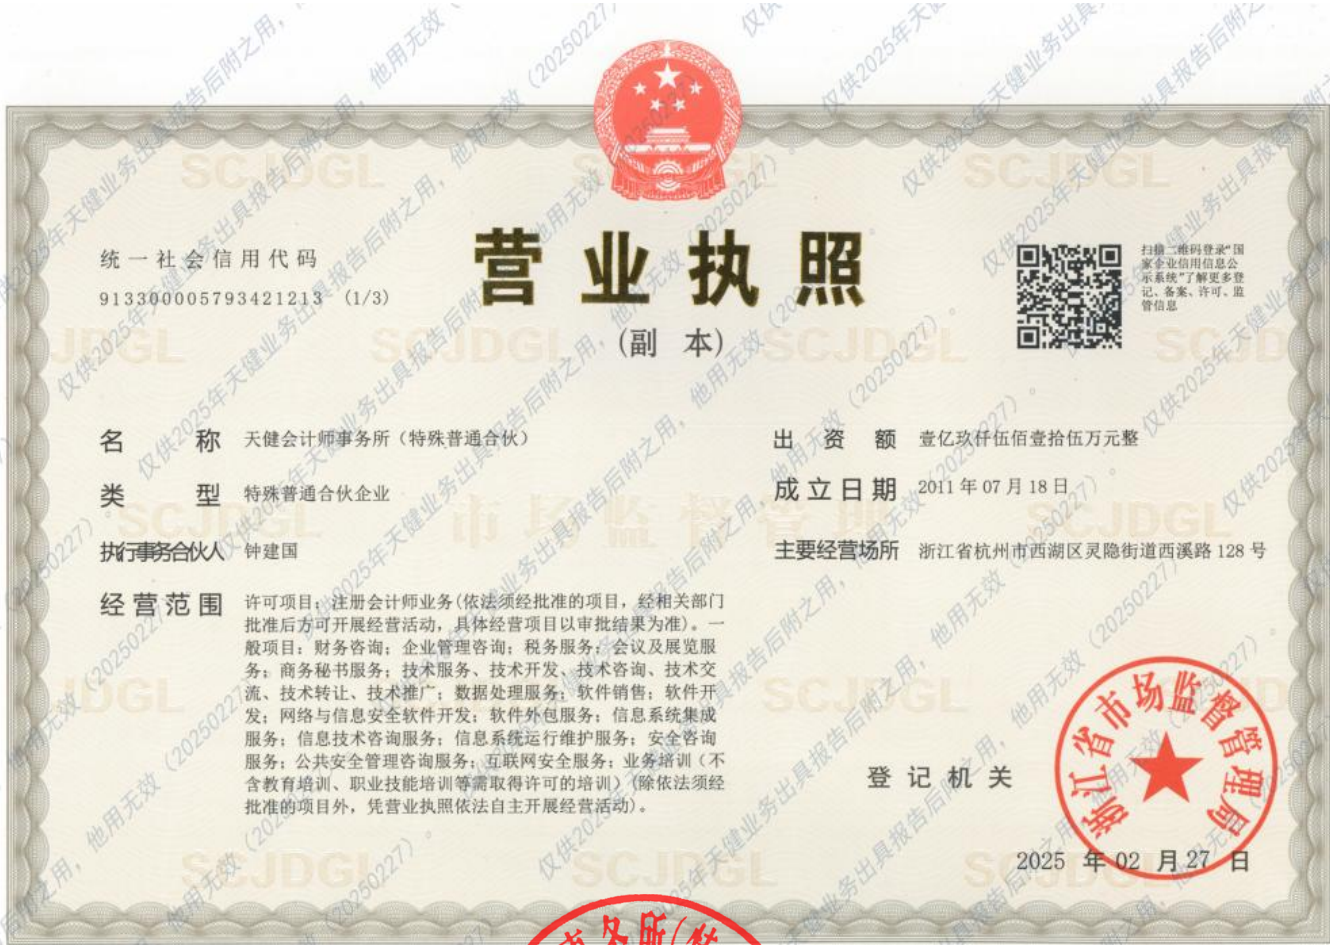 营业执照
(副 本)
统一社会信用代码
913300005793421213 (1/3)
扫描二维码登录“国
家企业信用信息公
示系统”了解更多登
记、备案、许可、监
管信息
名 称 天健会计师事务所（特殊普通合伙）
类 型 特殊普通合伙企业
执行事务合伙人 钟建国
经营范围 许可项目：注册会计师业务(依法须经批准的项目，经相关部门
批准后方可开展经营活动，具体经营项目以审批结果为准)。一
般项目：财务咨询；企业管理咨询；税务服务；会议及展览服
务；商务秘书服务；技术服务、技术开发、技术咨询、技术交
流、技术转让、技术推广；数据处理服务；软件销售；软件开
发；网络与信息安全软件开发；软件外包服务；信息系统集成
服务；信息技术咨询服务；信息系统运行维护服务；安全咨询
服务；公共安全管理咨询服务；互联网安全服务；业务培训（不
含教育培训、职业技能培训等需取得许可的培训）(除依法须经
批准的项目外，凭营业执照依法自主开展经营活动)。
出 资 额 壹亿玖仟伍佰壹拾伍万元整
成立日期 2011年07月18日
主要经营场所 浙江省杭州市西湖区灵隐街道西溪路128号
登记机关
浙江省市场监督管理局
2025 年 02 月 27 日
仅供2025年天健业务出具报告后附之用，他用无效（20250227）。
SCJDGL
市场监督管理